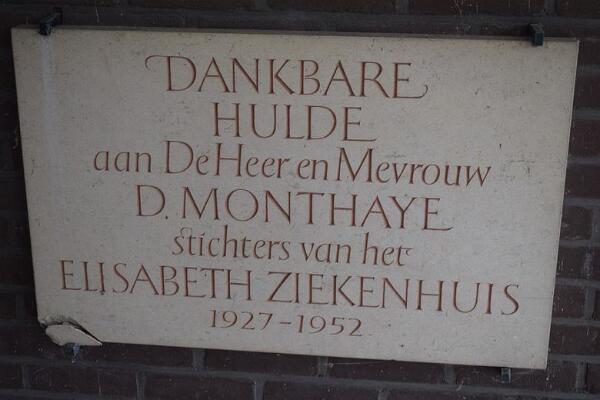 DANKBARE
HULDE
aan De Heer en Mevrouw
D. MONTHAYE
stichters van het
ELISABETH ZIEKENHUIS
1927-1952